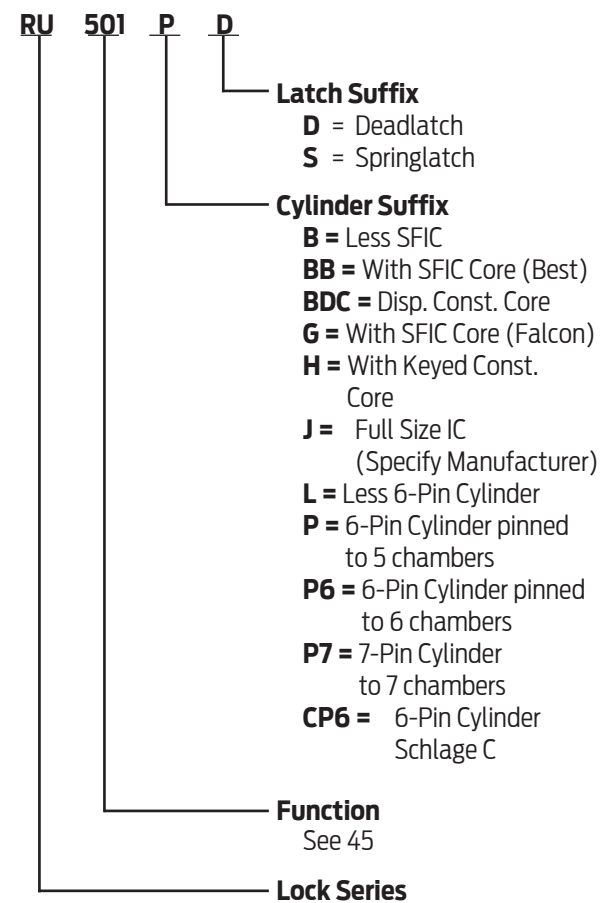 RU 501 P D
Latch Suffix
D = Deadlatch
S = Springlatch
Cylinder Suffix
B = Less SFIC
BB = With SFIC Core (Best)
BDC = Disp. Const. Core
G = With SFIC Core (Falcon)
H = With Keyed Const.
Core
J = Full Size IC
(Specify Manufacturer)
L = Less 6-Pin Cylinder
P = 6-Pin Cylinder pinned
to 5 chambers
P6 = 6-Pin Cylinder pinned
to 6 chambers
P7 = 7-Pin Cylinder
to 7 chambers
CP6 = 6-Pin Cylinder
Schlage C
Function
See 45
Lock Series